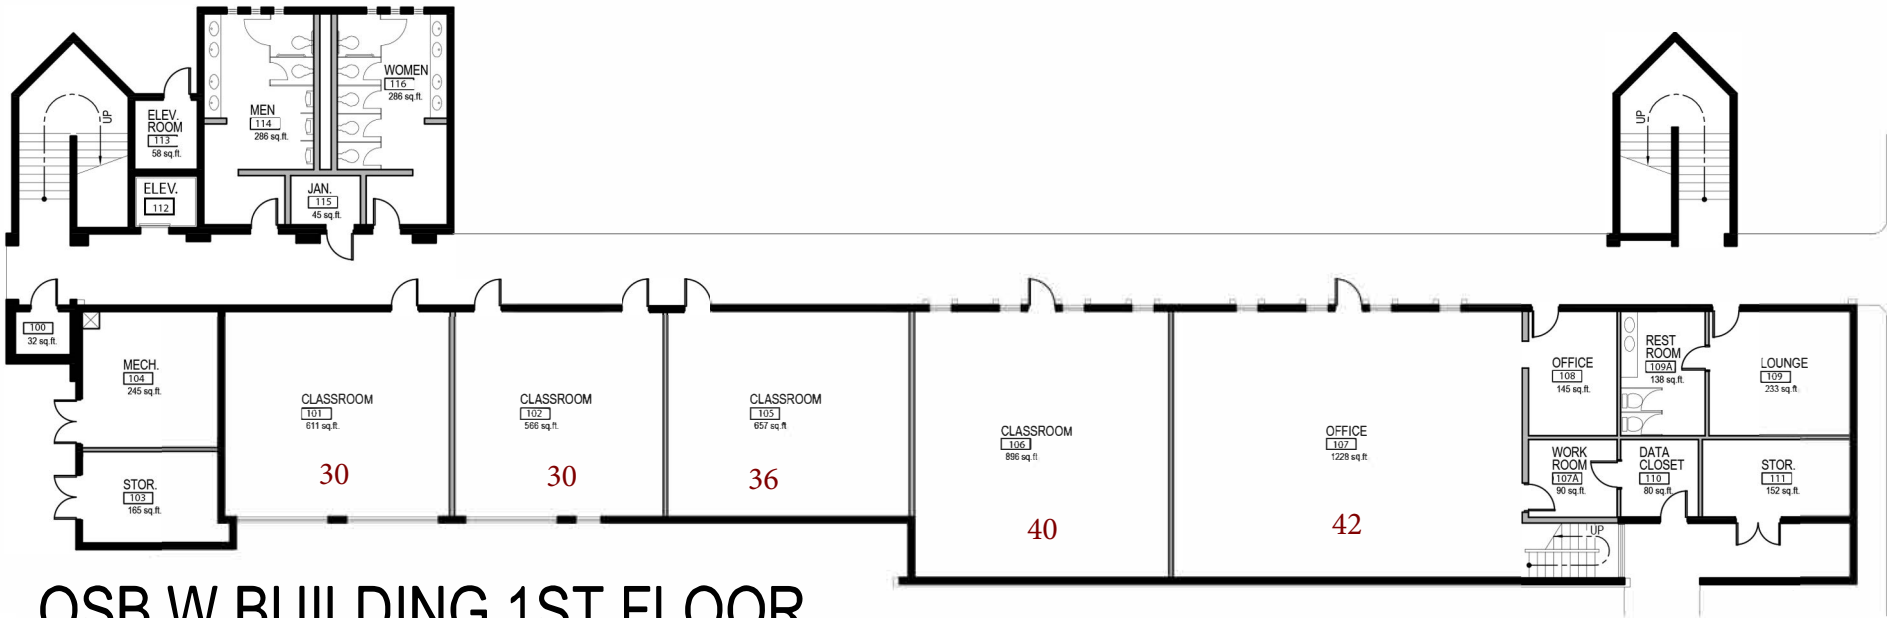 UP
ELEV.
ROOM
113
58 sq.ft.
ELEV.
112
MEN
114
286 sq.ft.
WOMEN
116
286 sq.ft.
JAN.
115
45 sq.ft.
UP
100
32 sq.ft.
MECH.
104
245 sq.ft.
STOR.
103
165 sq.ft.
CLASSROOM
101
611 sq.ft.
30
CLASSROOM
102
566 sq.ft.
30
CLASSROOM
105
657 sq.ft
36
CLASSROOM
106
896 sq.ft
40
OFFICE
107
1228 sq.ft.
42
OFFICE
108
145 sq.ft.
REST
ROOM
109A
138 sq.ft.
LOUNGE
109
233 sq.ft
WORK
ROOM
107A
90 sq.ft.
DATA
CLOSET
110
80 sq.ft.
STOR.
111
152 sq.ft.
UP
OSB W BUILDING 1ST FLOOR